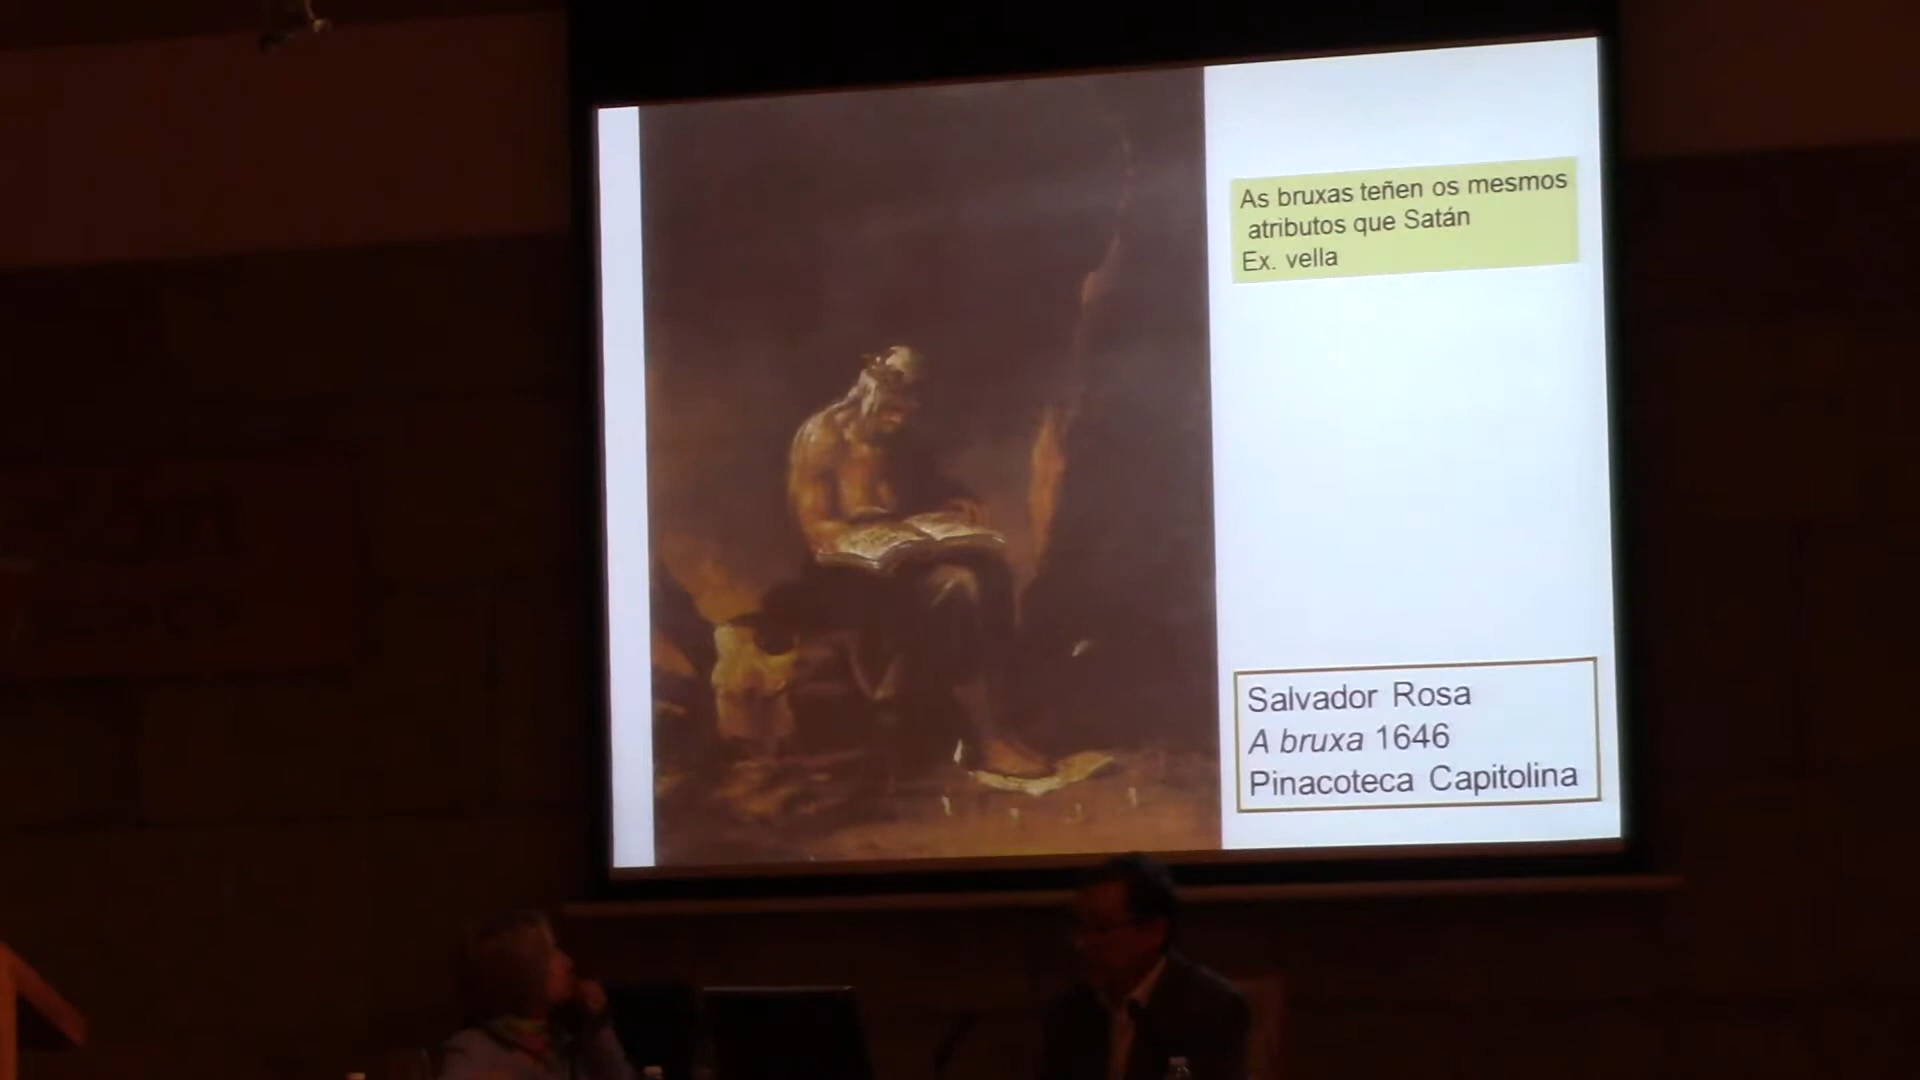 As bruxas teñen os mesmos
atributos que Satán
Ex. vella
Salvador Rosa
A bruxa 1646
Pinacoteca Capitolina